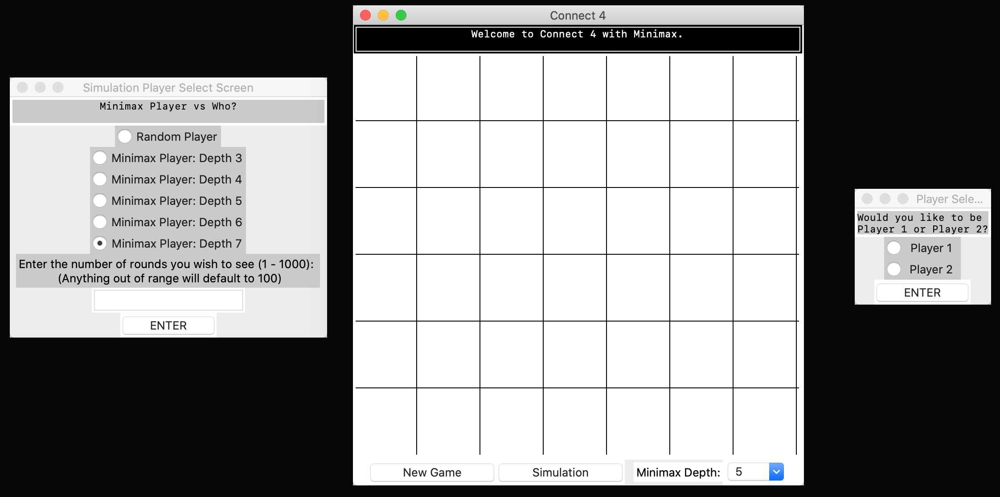 Simulation Player Select Screen
Minimax Player vs Who?
Random Player
Minimax Player: Depth 3
Minimax Player: Depth 4
Minimax Player: Depth 5
Minimax Player: Depth 6
Minimax Player: Depth 7
Enter the number of rounds you wish to see (1 - 1000):
(Anything out of range will default to 100)
ENTER
Connect 4
Welcome to Connect 4 with Minimax.
New Game
Simulation
Minimax Depth: 5
Player Sele...
Would you like to be
Player 1 or Player 2?
Player 1
Player 2
ENTER